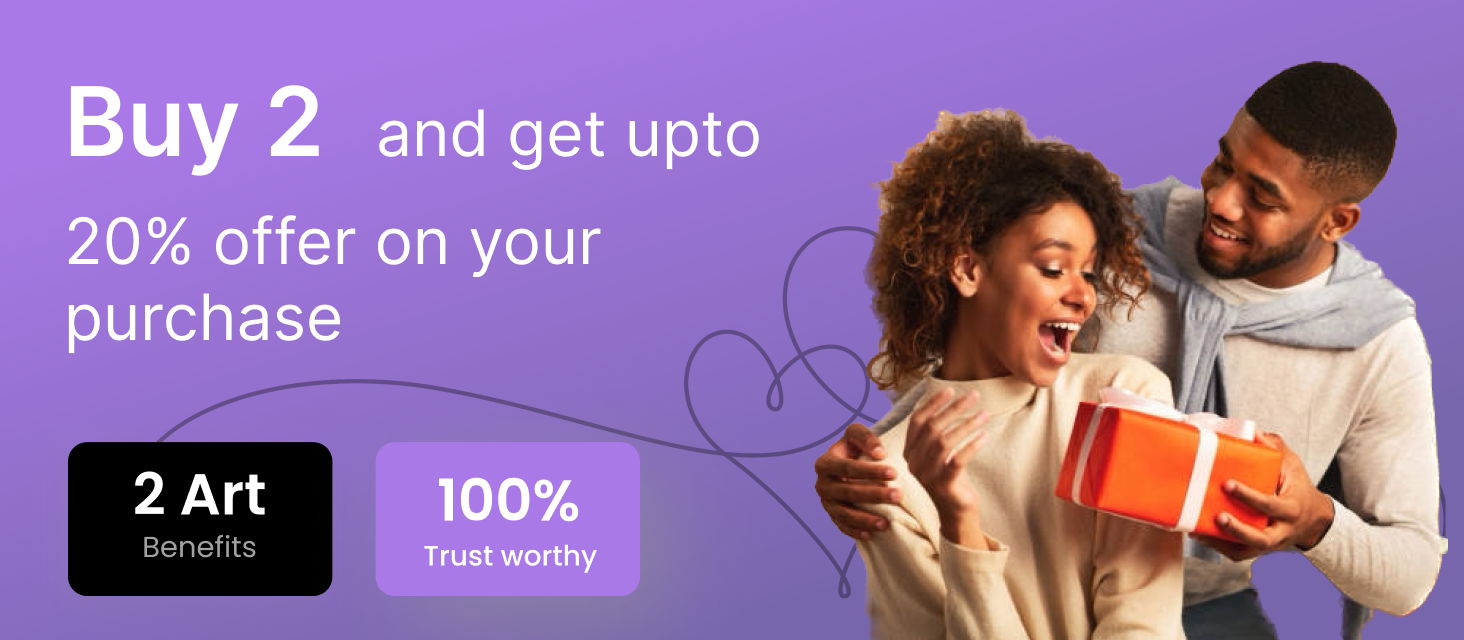 Buy 2 and get upto
20% offer on your
purchase
2 Art
Benefits
100%
Trust worthy